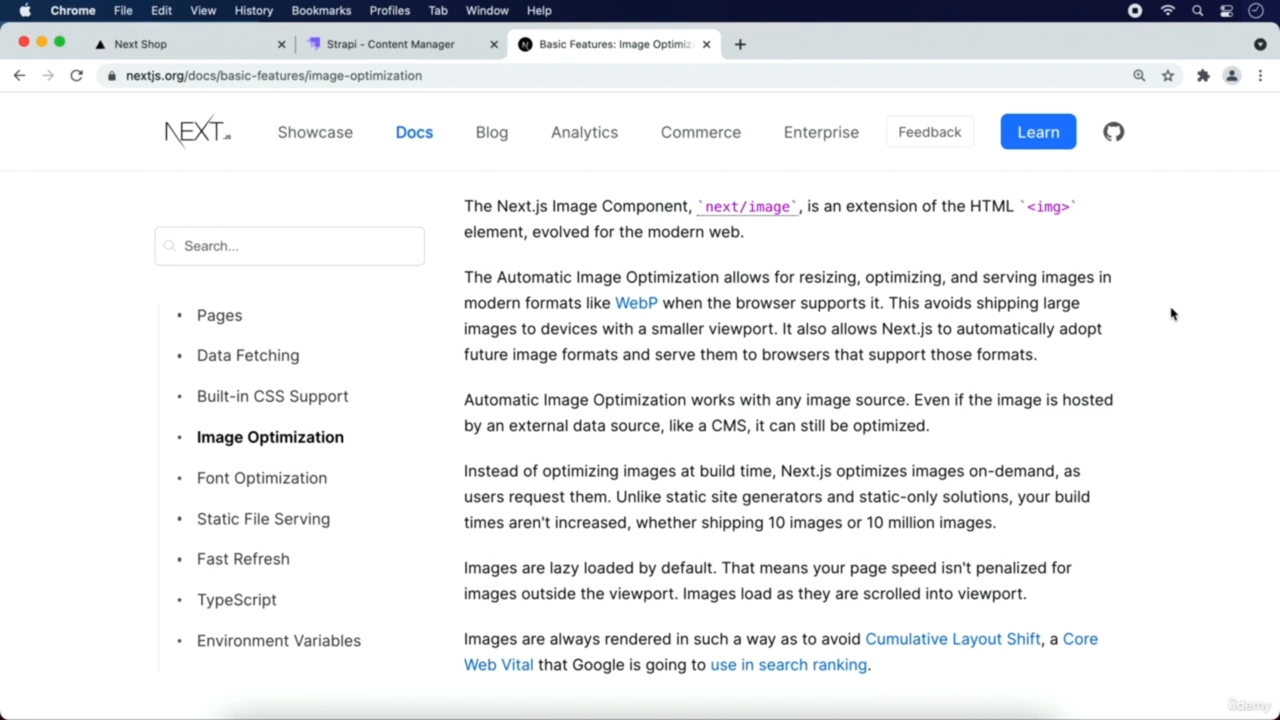 Chrome File Edit View History Bookmarks Profiles Tab Window Help
Next Shop
Strapi - Content Manager
Basic Features: Image Optimiz
nextjs.org/docs/basic-features/image-optimization
NEXT.JS
Showcase Docs Blog Analytics Commerce Enterprise Feedback Learn
Search...
• Pages
• Data Fetching
• Built-in CSS Support
• Image Optimization
• Font Optimization
• Static File Serving
• Fast Refresh
• TypeScript
• Environment Variables
The Next.js Image Component, `next/image`, is an extension of the HTML `<img>`
element, evolved for the modern web.
The Automatic Image Optimization allows for resizing, optimizing, and serving images in
modern formats like WebP when the browser supports it. This avoids shipping large
images to devices with a smaller viewport. It also allows Next.js to automatically adopt
future image formats and serve them to browsers that support those formats.
Automatic Image Optimization works with any image source. Even if the image is hosted
by an external data source, like a CMS, it can still be optimized.
Instead of optimizing images at build time, Next.js optimizes images on-demand, as
users request them. Unlike static site generators and static-only solutions, your build
times aren't increased, whether shipping 10 images or 10 million images.
Images are lazy loaded by default. That means your page speed isn't penalized for
images outside the viewport. Images load as they are scrolled into viewport.
Images are always rendered in such a way as to avoid Cumulative Layout Shift, a Core
Web Vital that Google is going to use in search ranking.
ûdemy